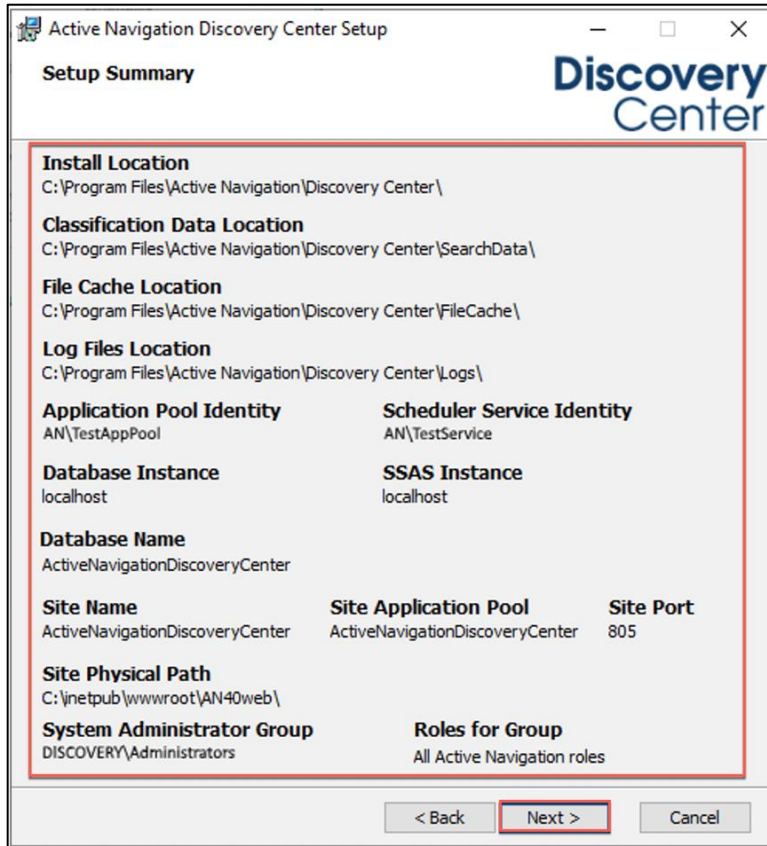 Active Navigation Discovery Center Setup
Setup Summary
Discovery
Center
Install Location
C:\Program Files\Active Navigation\Discovery Center\
Classification Data Location
C:\Program Files\Active Navigation\Discovery Center\SearchData\
File Cache Location
C:\Program Files\Active Navigation\Discovery Center\FileCache\
Log Files Location
C:\Program Files\Active Navigation\Discovery Center\Logs\
Application Pool Identity Scheduler Service Identity
AN\TestAppPool AN\TestService
Database Instance SSAS Instance
localhost localhost
Database Name
ActiveNavigationDiscoveryCenter
Site Name Site Application Pool Site Port
ActiveNavigationDiscoveryCenter ActiveNavigationDiscoveryCenter 805
Site Physical Path
C:\inetpub\wwwroot\AN40web\
System Administrator Group Roles for Group
DISCOVERY\Administrators All Active Navigation roles
< Back Next > Cancel